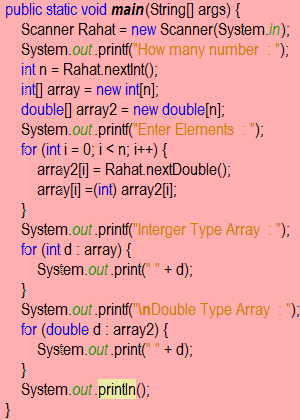 public static void main(String[] args) {
Scanner Rahat = new Scanner(System.in);
System.out.printf("How many number  : ");
int n = Rahat.nextInt();
int[] array = new int[n];
double[] array2 = new double[n];
System.out.printf("Enter Elements  : ");
for (int i = 0; i < n; i++) {
array2[i] = Rahat.nextDouble();
array[i] =(int) array2[i];
}
System.out.printf("Interger Type Array  : ");
for (int d : array) {
System.out.print(" " + d);
}
System.out.printf("\nDouble Type Array  : ");
for (double d : array2) {
System.out.print(" " + d);
}
System.out.println();
}